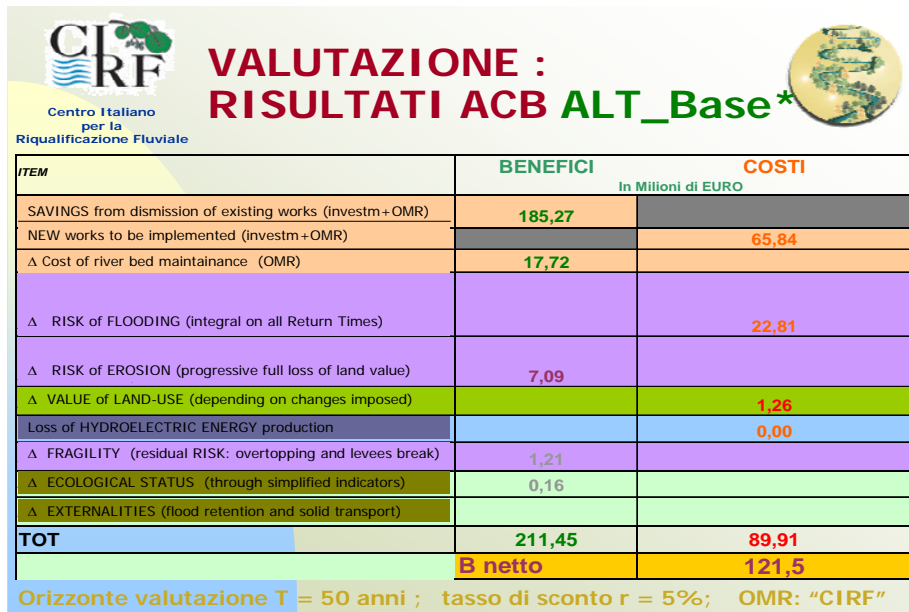 CIRF
Centro Italiano
per la
Riqualificazione Fluviale
VALUTAZIONE :
RISULTATI ACB ALT_Base*
ITEM BENEFICI COSTI
In Milioni di EURO
SAVINGS from dismission of existing works (investm+OMR) 185,27
NEW works to be implemented (investm+OMR) 65,84
Δ Cost of river bed maintainance (OMR) 17,72
Δ RISK of FLOODING (integral on all Return Times) 22,81
Δ RISK of EROSION (progressive full loss of land value) 7,09
Δ VALUE of LAND-USE (depending on changes imposed) 1,26
Loss of HYDROELECTRIC ENERGY production 0,00
Δ FRAGILITY (residual RISK: overtopping and levees break) 1,21
Δ ECOLOGICAL STATUS (through simplified indicators) 0,16
Δ EXTERNALITIES (flood retention and solid transport)
TOT 211,45 89,91
B netto 121,5
Orizzonte valutazione T = 50 anni ; tasso di sconto r = 5%; OMR: “CIRF”